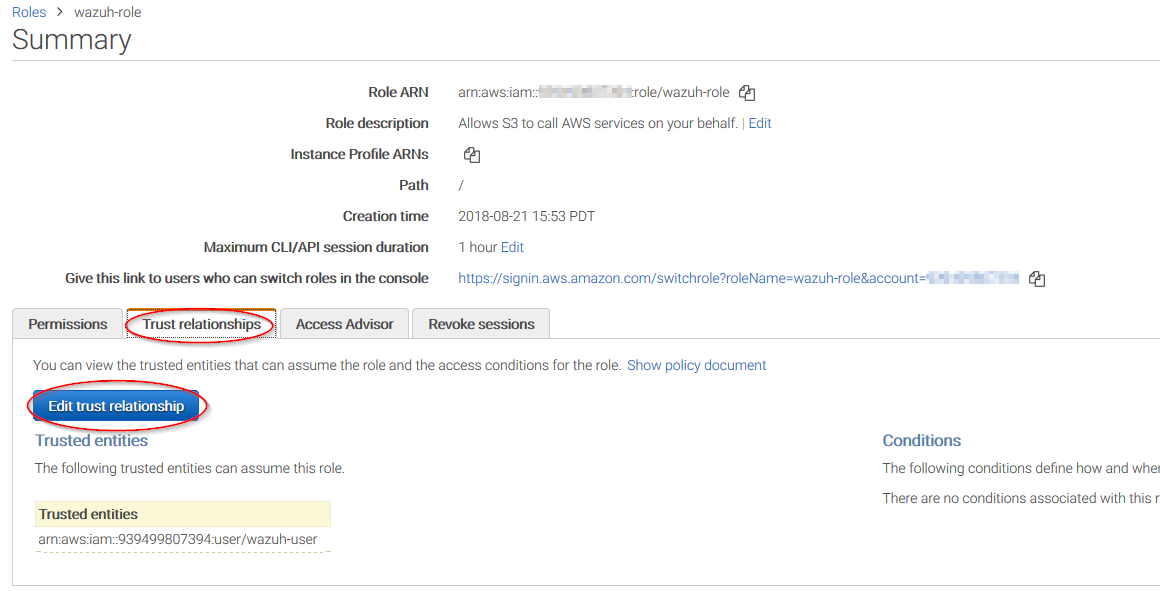 Roles > wazuh-role
Summary
Role ARN arn:aws:iam:: :role/wazuh-role
Role description Allows S3 to call AWS services on your behalf. | Edit
Instance Profile ARNs
Path /
Creation time 2018-08-21 15:53 PDT
Maximum CLI/API session duration 1 hour Edit
Give this link to users who can switch roles in the console https://signin.aws.amazon.com/switchrole?roleName=wazuh-role&account=
Permissions Trust relationships Access Advisor Revoke sessions
You can view the trusted entities that can assume the role and the access conditions for the role. Show policy document
Edit trust relationship
Trusted entities Conditions
The following trusted entities can assume this role. The following conditions define how and
There are no conditions associated with this
Trusted entities
arn:aws:iam::939499807394:user/wazuh-user